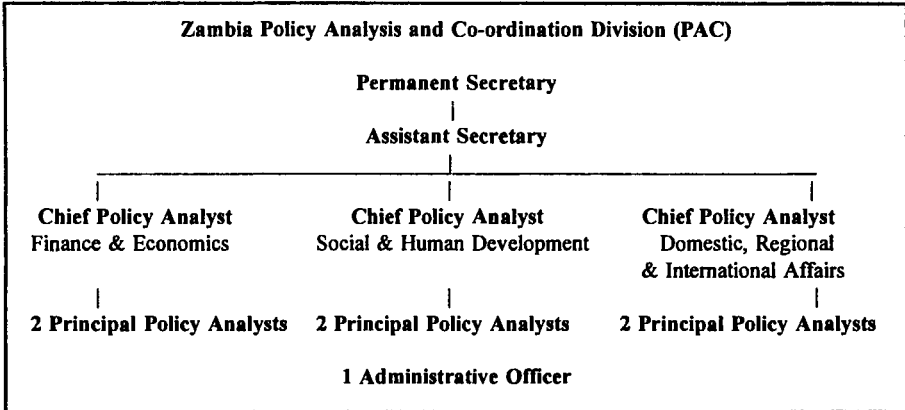 Zambia Policy Analysis and Co-ordination Division (PAC)
Permanent Secretary
Assistant Secretary
Chief Policy Analyst
Finance & Economics
Chief Policy Analyst
Social & Human Development
Chief Policy Analyst
Domestic, Regional
& International Affairs
2 Principal Policy Analysts
2 Principal Policy Analysts
2 Principal Policy Analysts
1 Administrative Officer